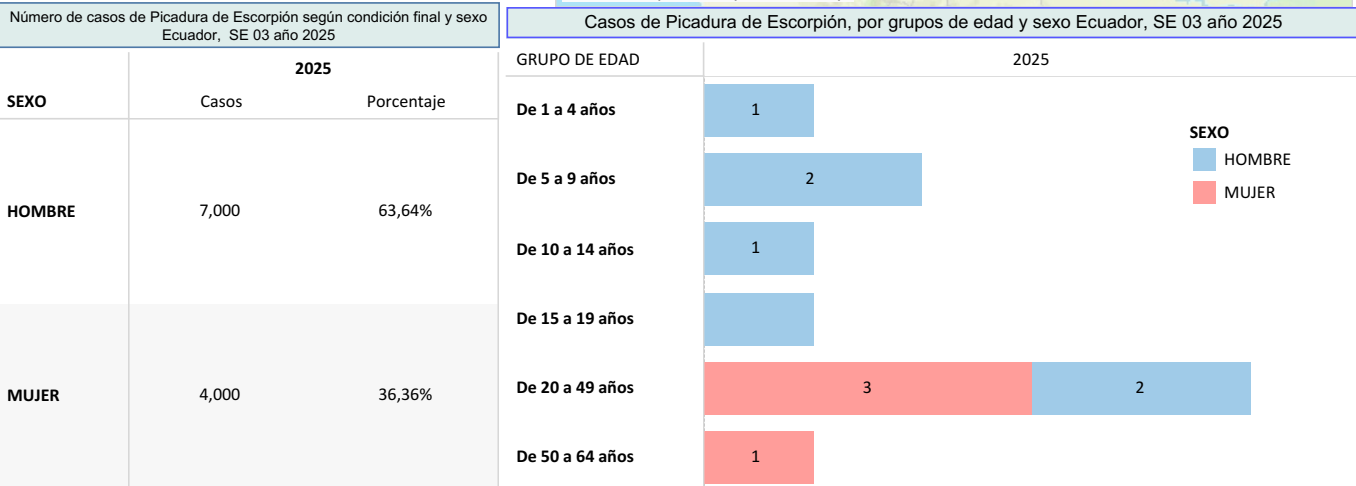 Número de casos de Picadura de Escorpión según condición final y sexo
Ecuador,  SE 03 año 2025
2025
SEXO Casos Porcentaje
HOMBRE 7,000 63,64%
MUJER 4,000 36,36%
Casos de Picadura de Escorpión, por grupos de edad y sexo Ecuador, SE 03 año 2025
GRUPO DE EDAD 2025
De 1 a 4 años 1
De 5 a 9 años 2
De 10 a 14 años 1
De 15 a 19 años
De 20 a 49 años 3 2
De 50 a 64 años 1
SEXO
HOMBRE
MUJER